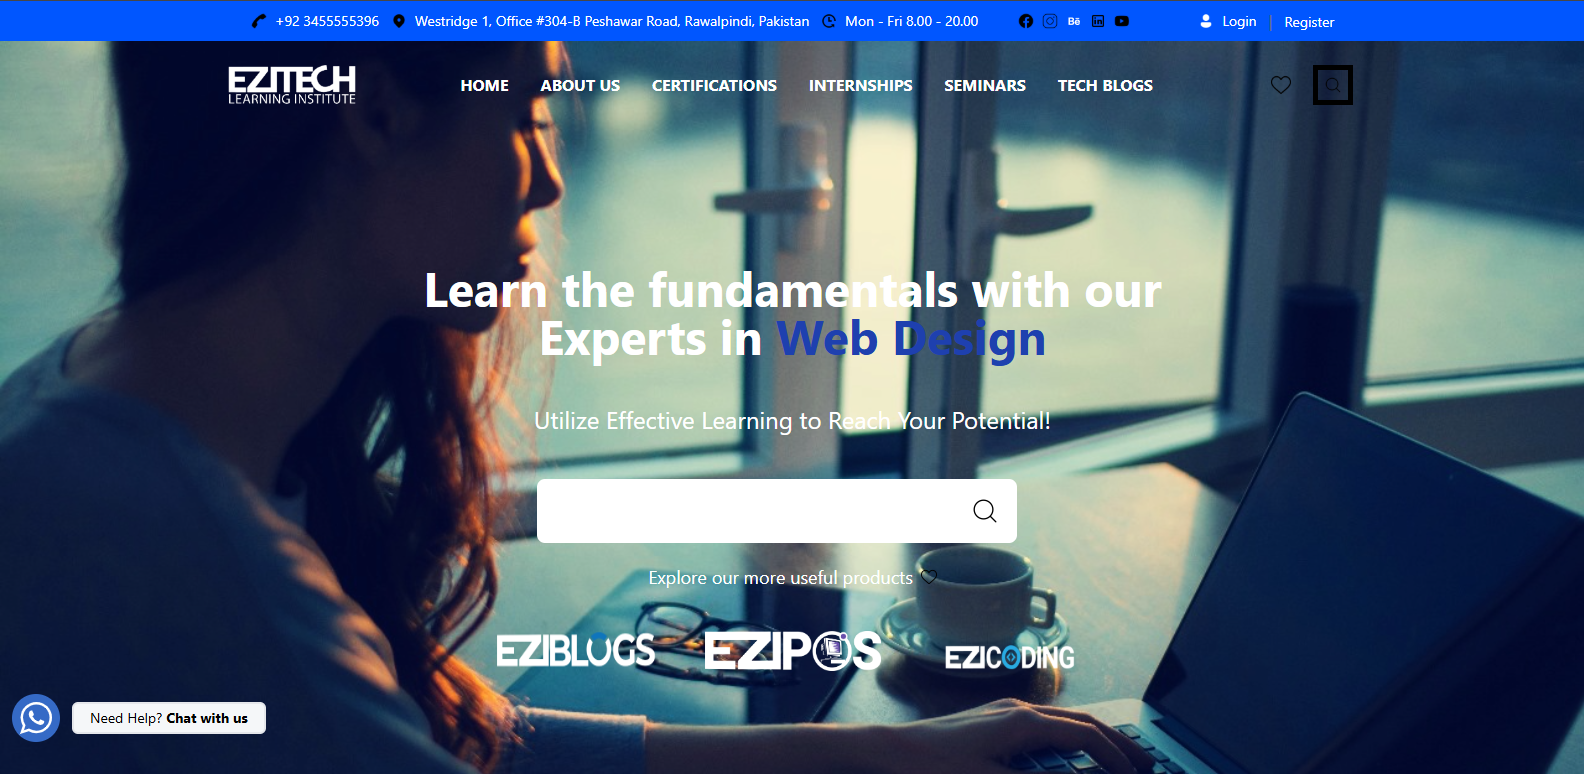 +92 3455555396 Westridge 1, Office #304-B Peshawar Road, Rawalpindi, Pakistan Mon - Fri 8.00 - 20.00 Bē in Login | Register
EZITECH
LEARNING INSTITUTE
HOME ABOUT US CERTIFICATIONS INTERNSHIPS SEMINARS TECH BLOGS
Learn the fundamentals with our
Experts in Web Design
Utilize Effective Learning to Reach Your Potential!
Explore our more useful products
EZIBLOGS EZIPOS EZICODING
Need Help? Chat with us